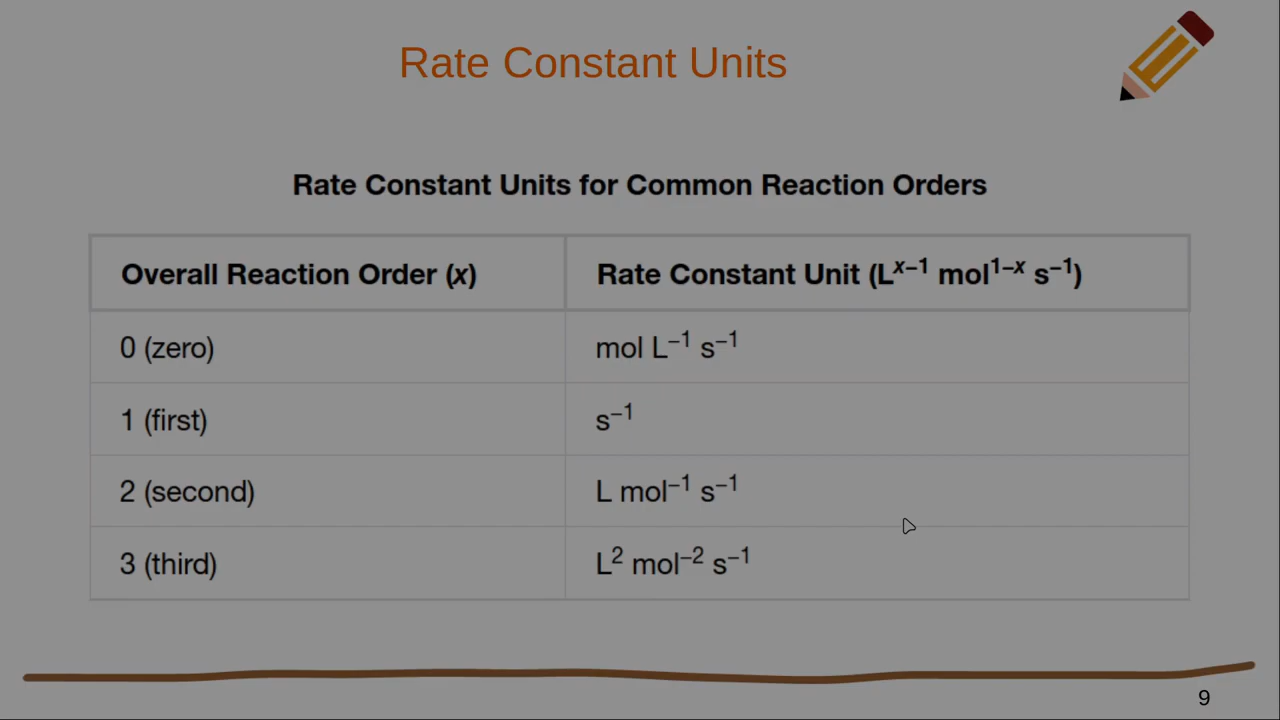 Rate Constant Units
Rate Constant Units for Common Reaction Orders
Overall Reaction Order (x) Rate Constant Unit (Lˣ⁻¹ mol¹⁻ˣ s⁻¹)
0 (zero) mol L⁻¹ s⁻¹
1 (first) s⁻¹
2 (second) L mol⁻¹ s⁻¹
3 (third) L² mol⁻² s⁻¹
9